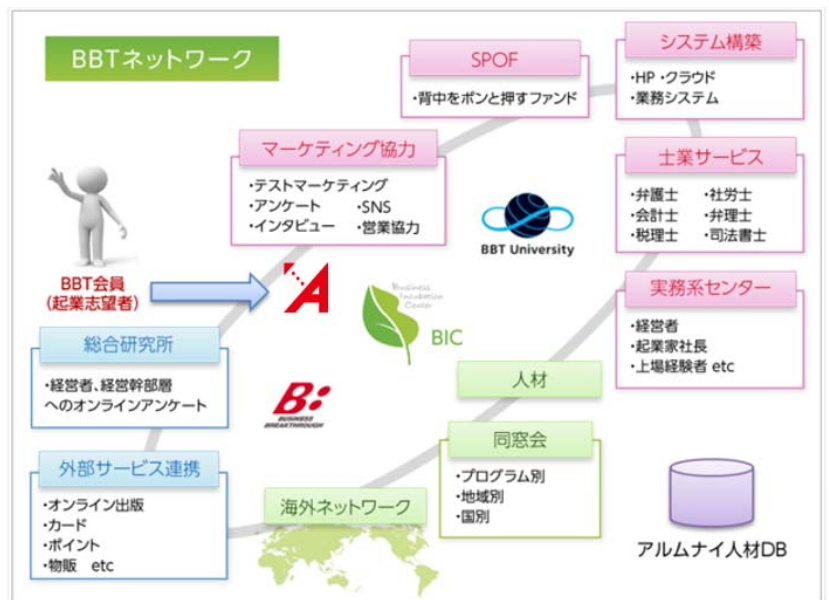 BBTネットワーク
SPOF
・背中をポンと押すファンド
システム構築
・HP ・クラウド
・業務システム
マーケティング協力
・テストマーケティング
・アンケート ・SNS
・インタビュー ・営業協力
士業サービス
・弁護士 ・社労士
・会計士 ・弁理士
・税理士 ・司法書士
BBT University
BBT会員
(起業志望者)
A
Business
Incubation
Center
BIC
実務系センター
・経営者
・起業家社長
・上場経験者 etc
総合研究所
・経営者、経営幹部層
へのオンラインアンケート
B:
BUSINESS
BREAKTHROUGH
人材
同窓会
・プログラム別
・地域別
・国別
外部サービス連携
・オンライン出版
・カード
・ポイント
・物販 etc
海外ネットワーク
アルムナイ人材DB